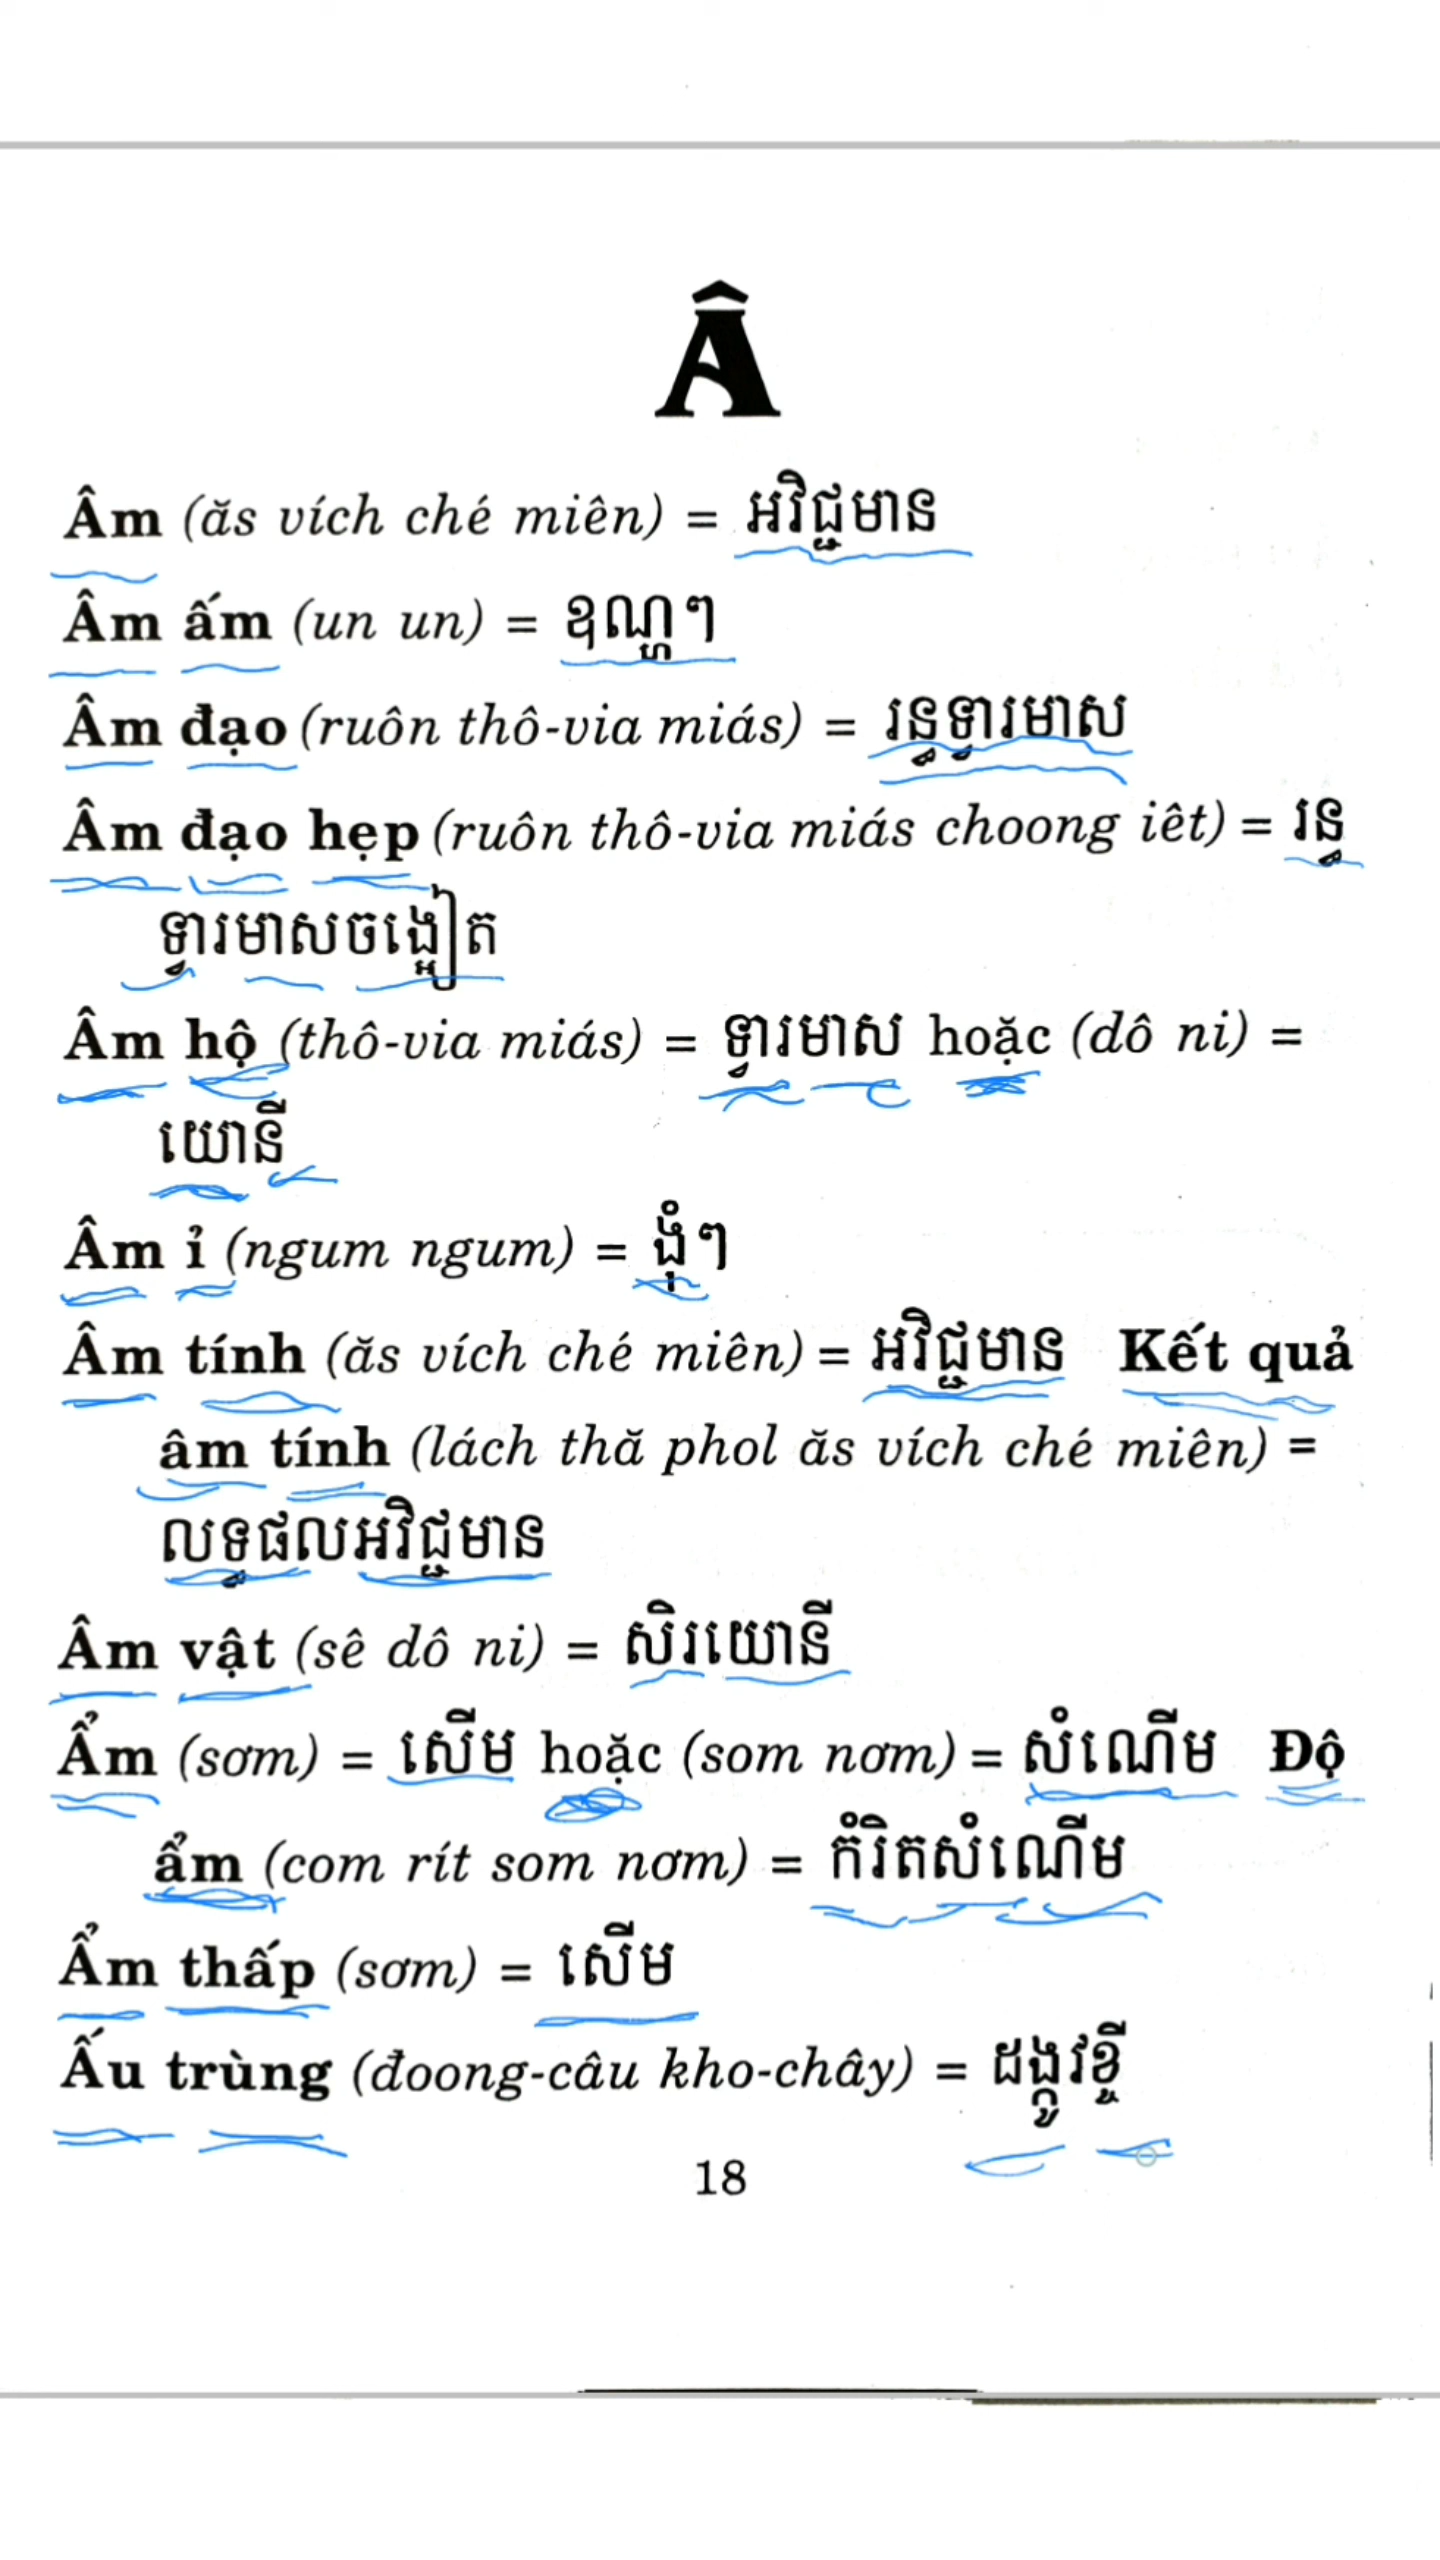 Â
Âm (ăs vích ché miên) = អវិជ្ជមាន
Âm ấm (un un) = ឧណ្ហៗ
Âm đạo (ruôn thô-via miás) = រន្ធទ្វារមាស
Âm đạo hẹp (ruôn thô-via miás choong iêt) = រន្ធ
ទ្វារមាសចង្អៀត
Âm hộ (thô-via miás) = ទ្វារមាស hoặc (dô ni) =
យោនី
Âm ỉ (ngum ngum) = ងុំៗ
Âm tính (ăs vích ché miên) = អវិជ្ជមាន Kết quả
âm tính (lách thă phol ăs vích ché miên) =
លទ្ធផលអវិជ្ជមាន
Âm vật (sê dô ni) = សិរយោនី
Ẩm (sơm) = សើម hoặc (som nơm) = សំណើម Độ
ẩm (com rít som nơm) = កំរិតសំណើម
Ẩm thấp (sơm) = សើម
Ấu trùng (đoong-câu kho-chây) = ដង្កូវខ្ចី
18